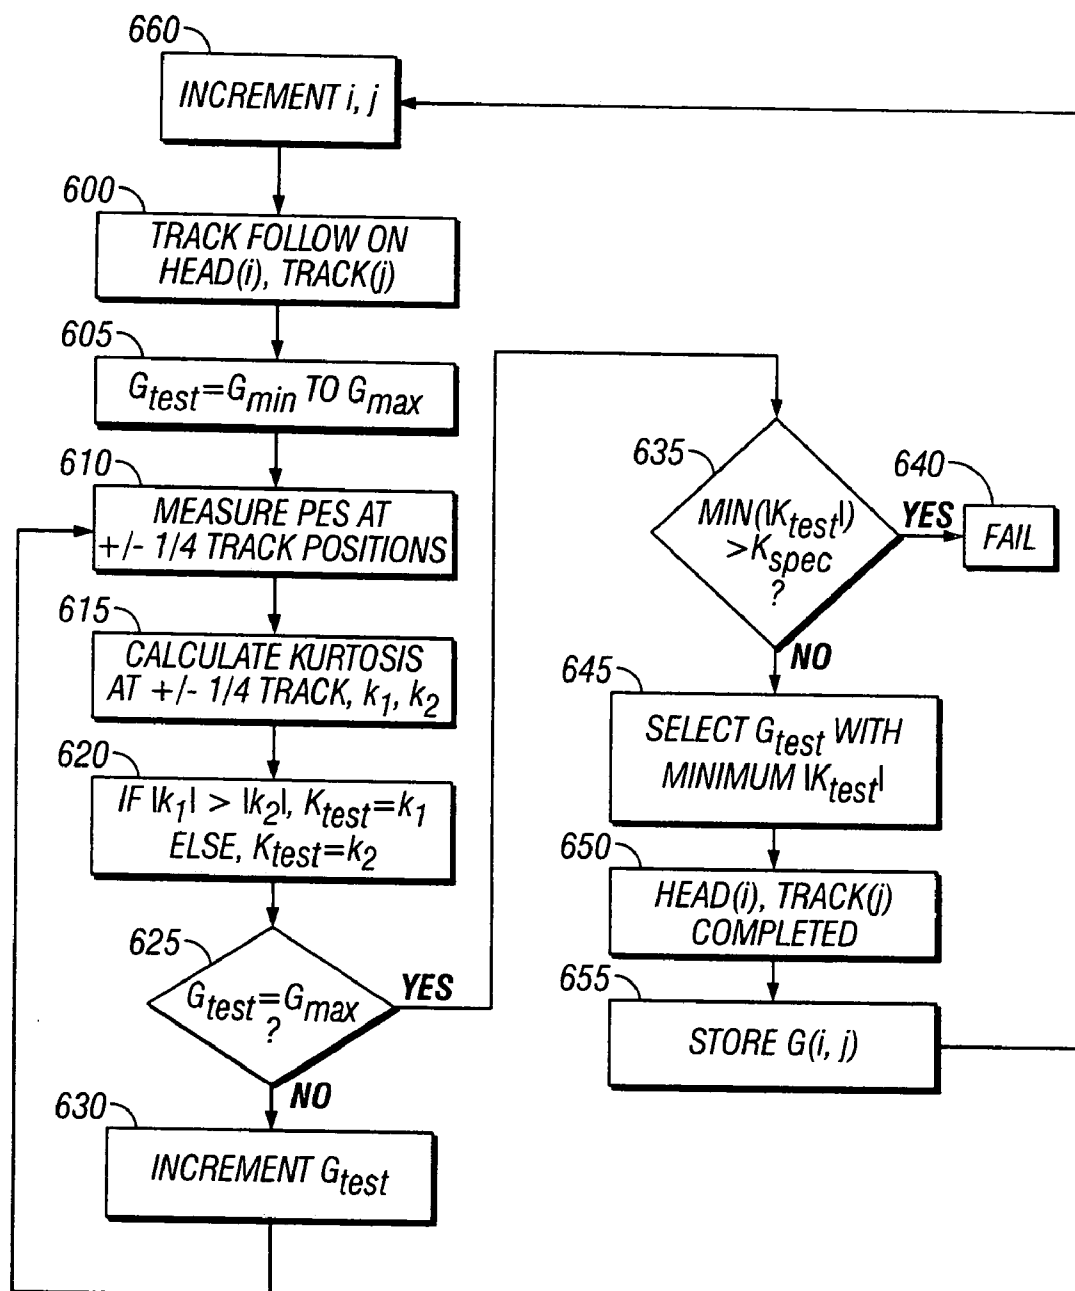 660
INCREMENT i, j
600
TRACK FOLLOW ON
HEAD(i), TRACK(j)
605
Gtest=Gmin TO Gmax
610
MEASURE PES AT
+/- 1/4 TRACK POSITIONS
615
CALCULATE KURTOSIS
AT +/- 1/4 TRACK, k1, k2
620
IF |k1| > |k2|, Ktest=k1
ELSE, Ktest=k2
625
Gtest=Gmax
?
YES
NO
630
INCREMENT Gtest
635
MIN(|Ktest|)
>Kspec
?
YES
640
FAIL
NO
645
SELECT Gtest WITH
MINIMUM |Ktest|
650
HEAD(i), TRACK(j)
COMPLETED
655
STORE G(i, j)